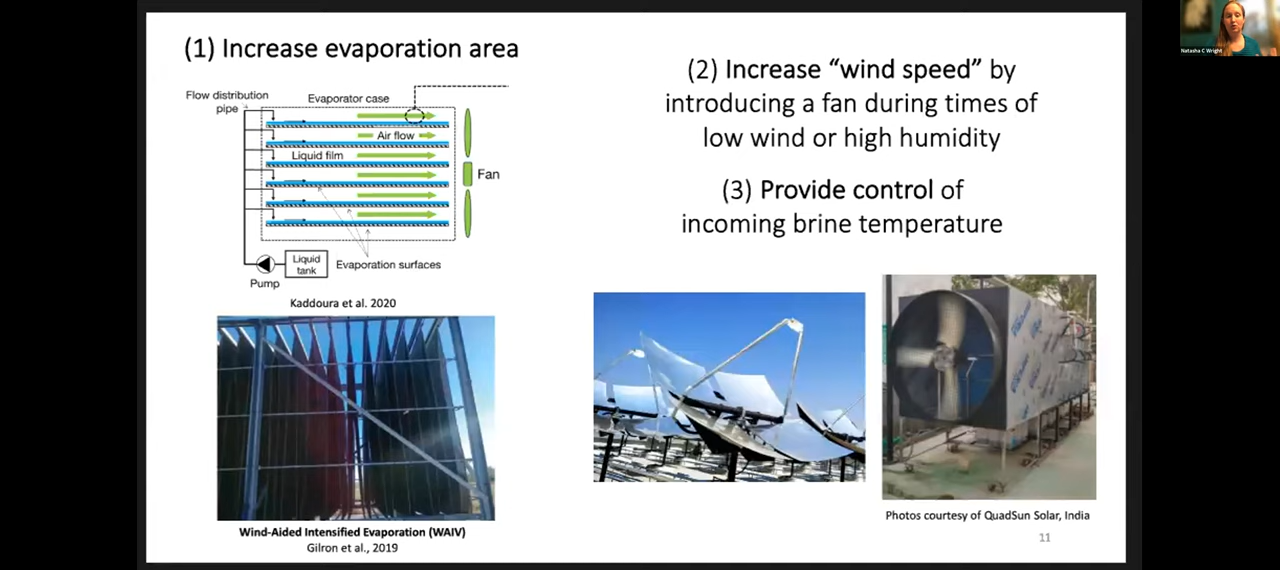 (1) Increase evaporation area
Flow distribution
pipe
Evaporator case
Air flow
Liquid film
Fan
Liquid
tank
Evaporation surfaces
Pump
Kaddoura et al. 2020
Wind-Aided Intensified Evaporation (WAIV)
Gilron et al., 2019
(2) Increase “wind speed” by
introducing a fan during times of
low wind or high humidity
(3) Provide control of
incoming brine temperature
Photos courtesy of QuadSun Solar, India
11
Natasha C Wright